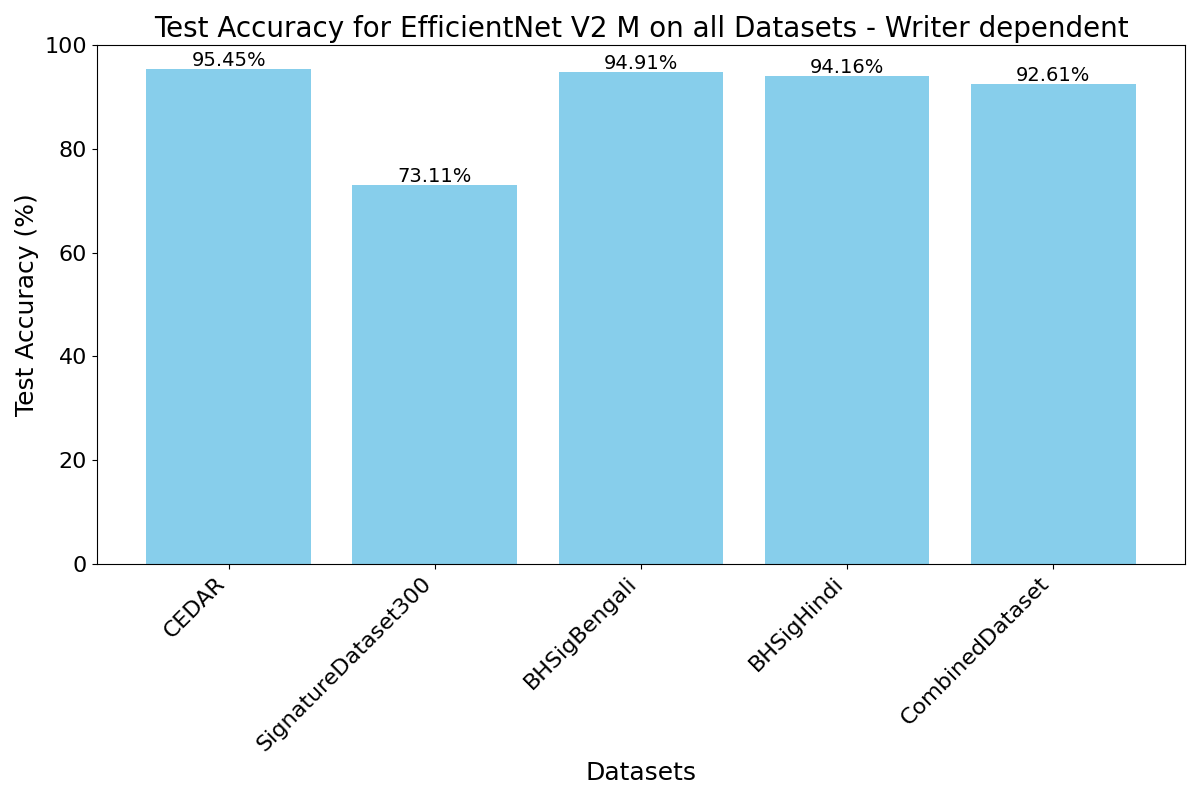 Test Accuracy for EfficientNet V2 M on all Datasets - Writer dependent
100
80
60
40
20
0
Test Accuracy (%)
95.45%
73.11%
94.91%
94.16%
92.61%
CEDAR
SignatureDataset300
BHSigBengali
BHSigHindi
CombinedDataset
Datasets